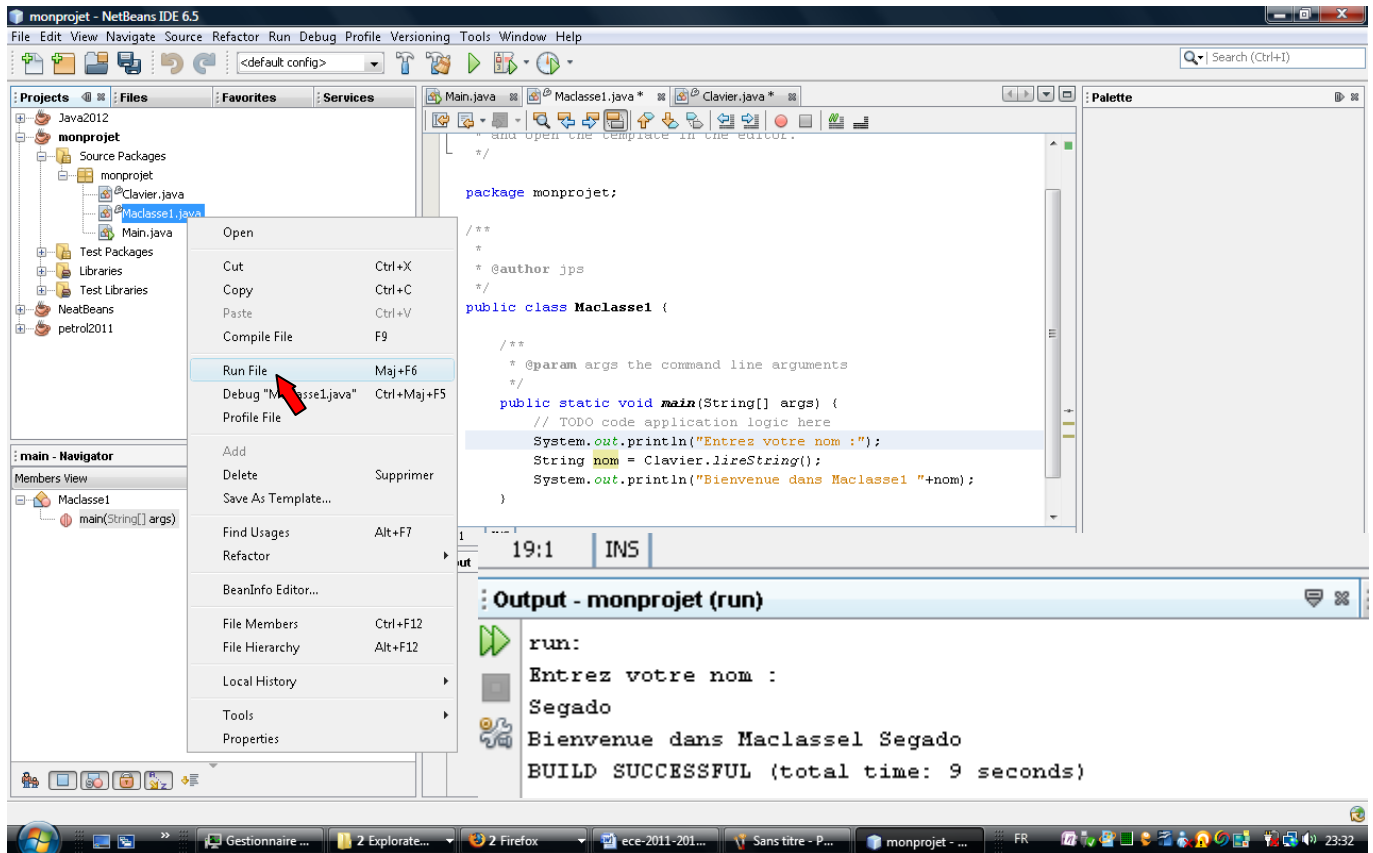 monprojet - NetBeans IDE 6.5
File Edit View Navigate Source Refactor Run Debug Profile Versioning Tools Window Help
<default config>
Search (Ctrl+I)
Projects
Files
Favorites
Services
Java2012
monprojet
Source Packages
monprojet
Clavier.java
Maclasse1.java
Main.java
Test Packages
Libraries
Test Libraries
NeatBeans
petrol2011
Open
Cut Ctrl+X
Copy Ctrl+C
Paste Ctrl+V
Compile File F9
Run File Maj+F6
Debug "Maclasse1.java" Ctrl+Maj+F5
Profile File
Add
Delete Supprimer
Save As Template...
Find Usages Alt+F7
Refactor
BeanInfo Editor...
File Members Ctrl+F12
File Hierarchy Alt+F12
Local History
Tools
Properties
main - Navigator
Members View
Maclasse1
main(String[] args)
Main.java
Maclasse1.java *
Clavier.java *
* and open the template in the editor.
*/
package monprojet;
/**
*
* @author jps
*/
public class Maclasse1 {
/**
* @param args the command line arguments
*/
public static void main(String[] args) {
// TODO code application logic here
System.out.println("Entrez votre nom :");
String nom = Clavier.lireString();
System.out.println("Bienvenue dans Maclasse1 "+nom);
}
Palette
19:1 INS
Output - monprojet (run)
run:
Entrez votre nom :
Segado
Bienvenue dans Maclasse1 Segado
BUILD SUCCESSFUL (total time: 9 seconds)
Gestionnaire ...
2 Explorate...
2 Firefox
ece-2011-201...
Sans titre - P...
monprojet - ...
FR
23:32